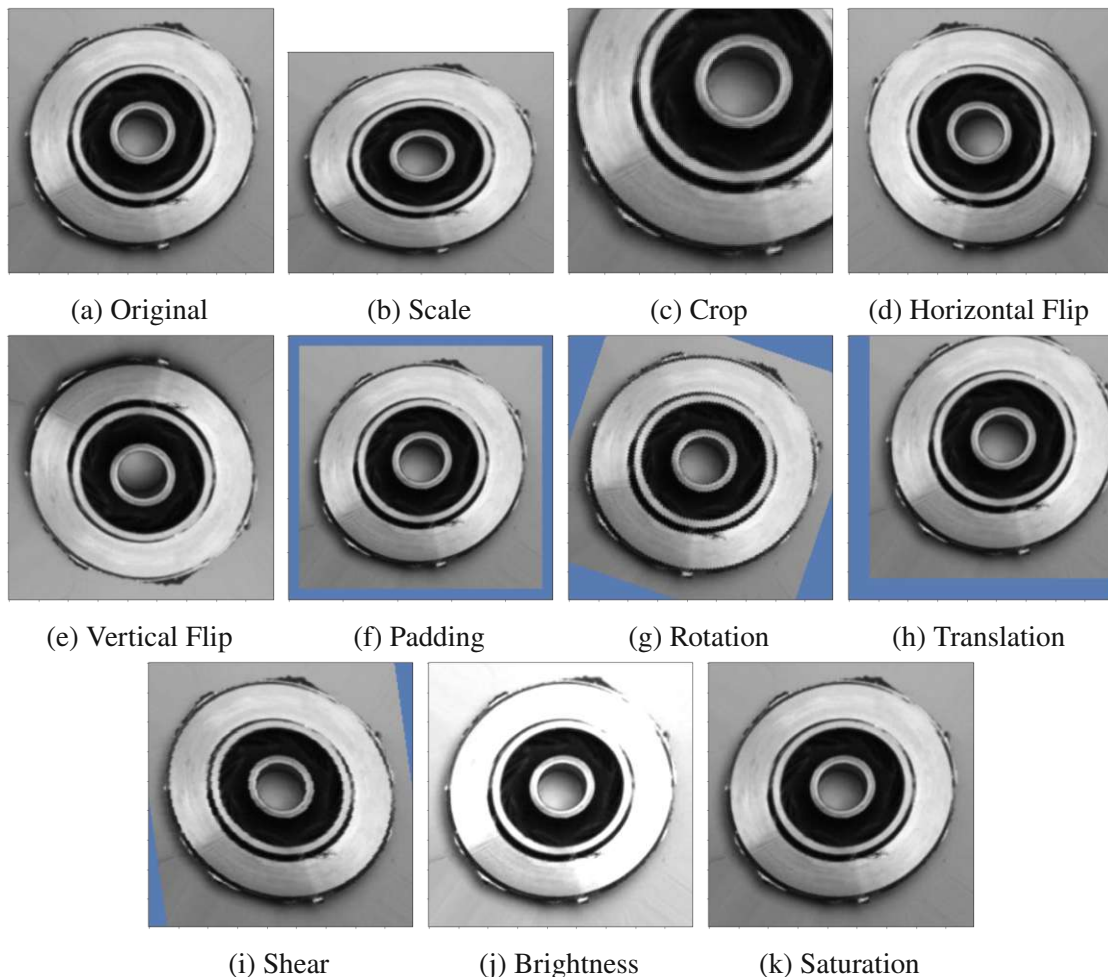 (a) Original
(b) Scale
(c) Crop
(d) Horizontal Flip
(e) Vertical Flip
(f) Padding
(g) Rotation
(h) Translation
(i) Shear
(j) Brightness
(k) Saturation